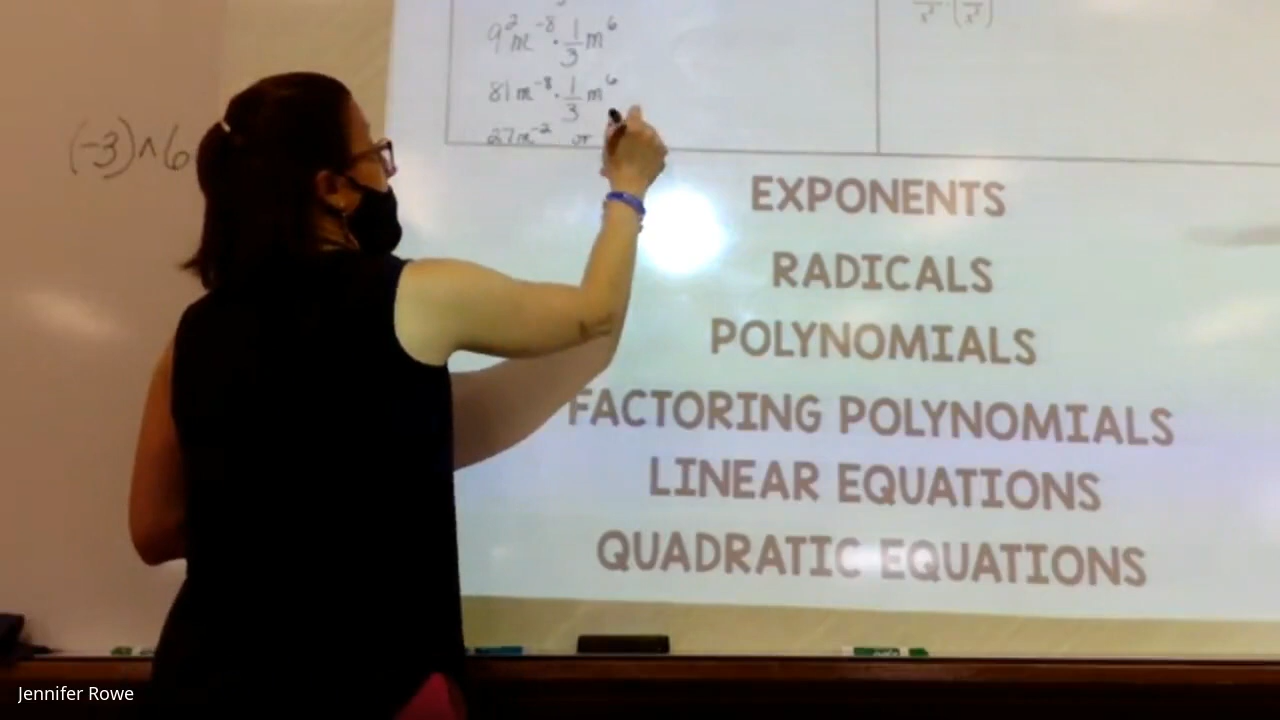 9²m⁻⁸ · 1/3 m⁶
81m⁻⁸ · 1/3 m⁶
27m⁻² or
(-3)^6
EXPONENTS
RADICALS
POLYNOMIALS
FACTORING POLYNOMIALS
LINEAR EQUATIONS
QUADRATIC EQUATIONS
Jennifer Rowe